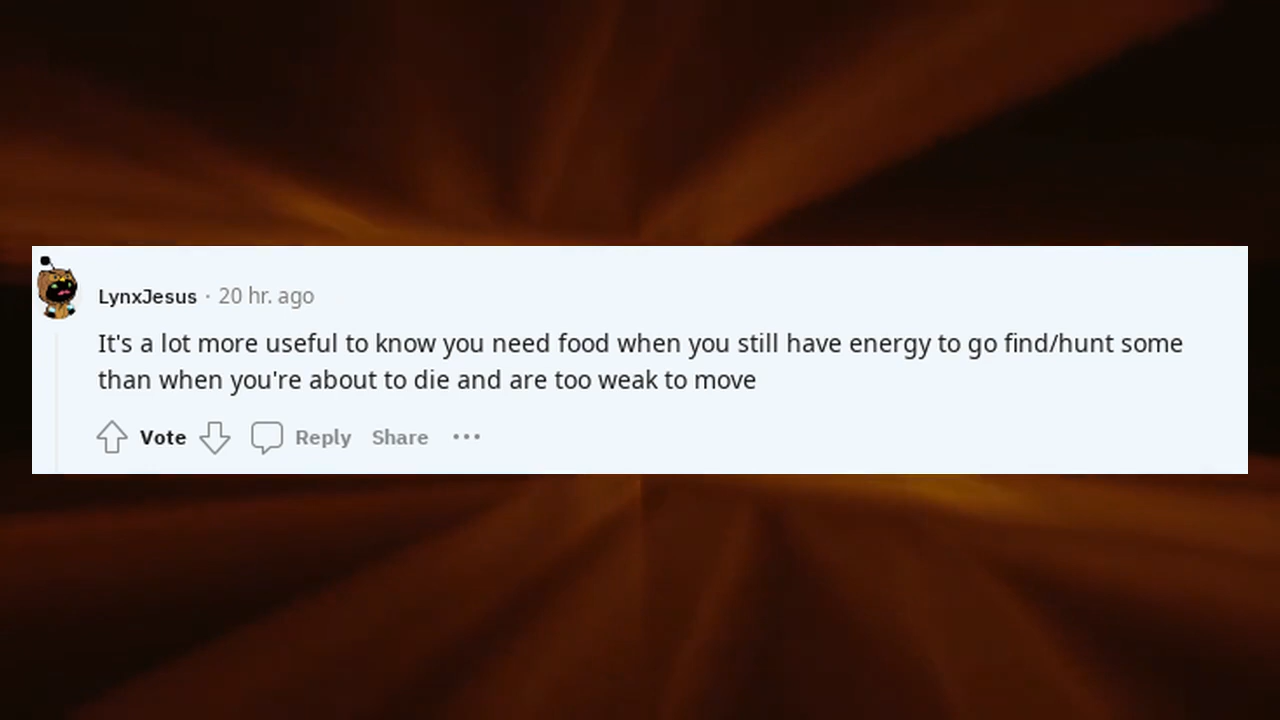 LynxJesus · 20 hr. ago
It's a lot more useful to know you need food when you still have energy to go find/hunt some
than when you're about to die and are too weak to move
Vote Reply Share •••